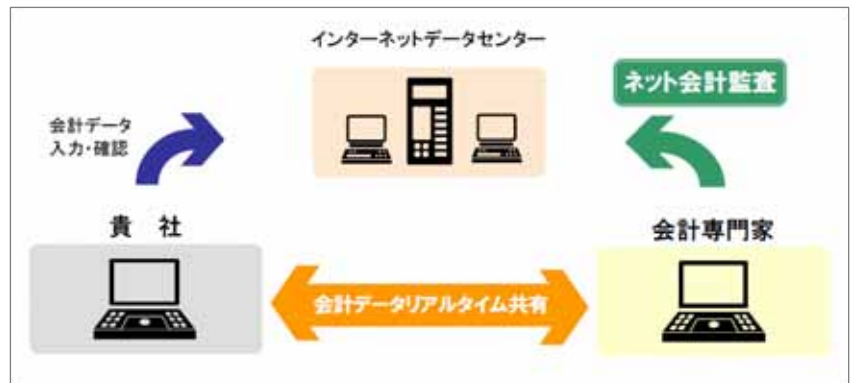 インターネットデータセンター
ネット会計監査
会計データ
入力・確認
貴 社
会計専門家
会計データリアルタイム共有